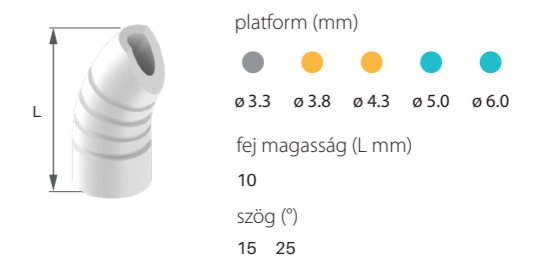 platform (mm)
ø 3.3 ø 3.8 ø 4.3 ø 5.0 ø 6.0
L
fej magasság (L mm)
10
szög (°)
15 25